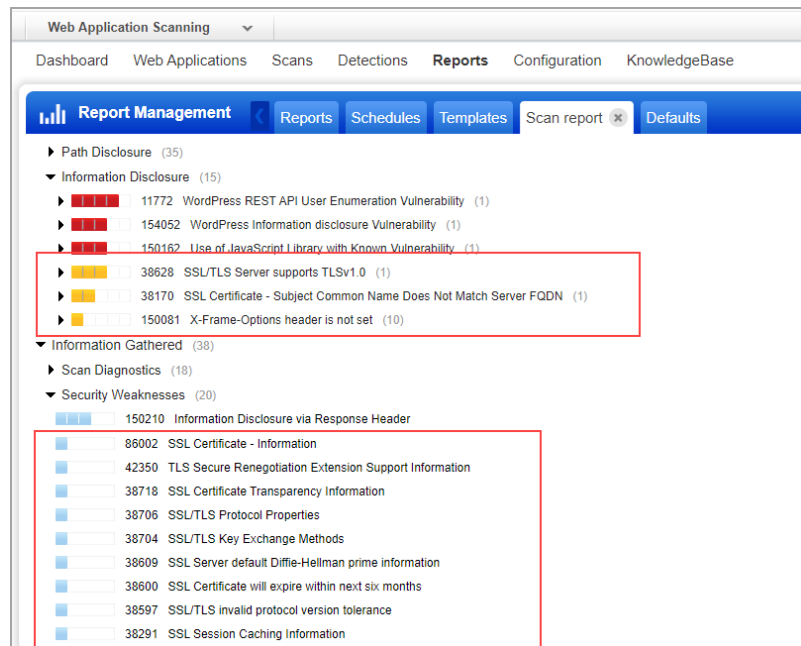 Web Application Scanning
Dashboard Web Applications Scans Detections Reports Configuration KnowledgeBase
Report Management Reports Schedules Templates Scan report Defaults
Path Disclosure (35)
Information Disclosure (15)
11772 WordPress REST API User Enumeration Vulnerability (1)
154052 WordPress Information disclosure Vulnerability (1)
150162 Use of JavaScript Library with Known Vulnerability (1)
38628 SSL/TLS Server supports TLSv1.0 (1)
38170 SSL Certificate - Subject Common Name Does Not Match Server FQDN (1)
150081 X-Frame-Options header is not set (10)
Information Gathered (38)
Scan Diagnostics (18)
Security Weaknesses (20)
150210 Information Disclosure via Response Header
86002 SSL Certificate - Information
42350 TLS Secure Renegotiation Extension Support Information
38718 SSL Certificate Transparency Information
38706 SSL/TLS Protocol Properties
38704 SSL/TLS Key Exchange Methods
38609 SSL Server default Diffie-Hellman prime information
38600 SSL Certificate will expire within next six months
38597 SSL/TLS invalid protocol version tolerance
38291 SSL Session Caching Information